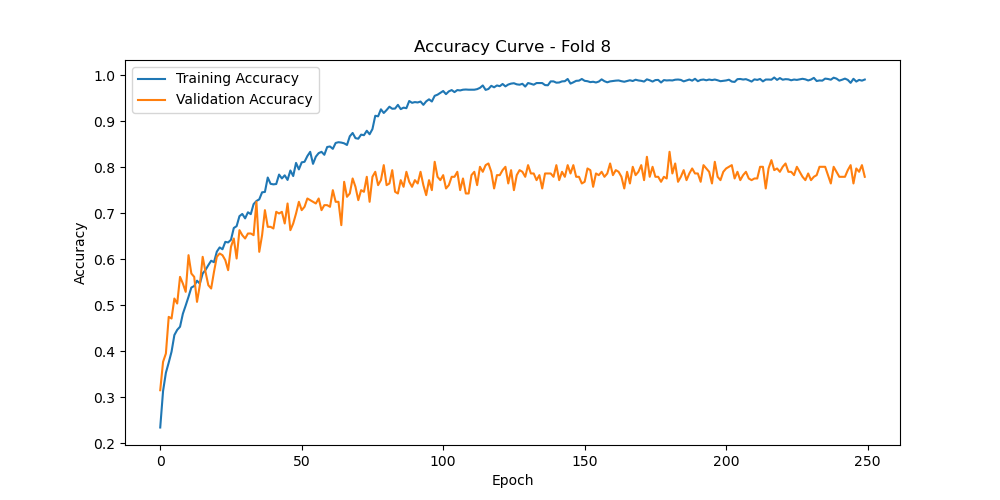 Accuracy Curve - Fold 8
Training Accuracy
Validation Accuracy
1.0
0.9
0.8
0.7
0.6
0.5
0.4
0.3
0.2
Accuracy
0 50 100 150 200 250
Epoch